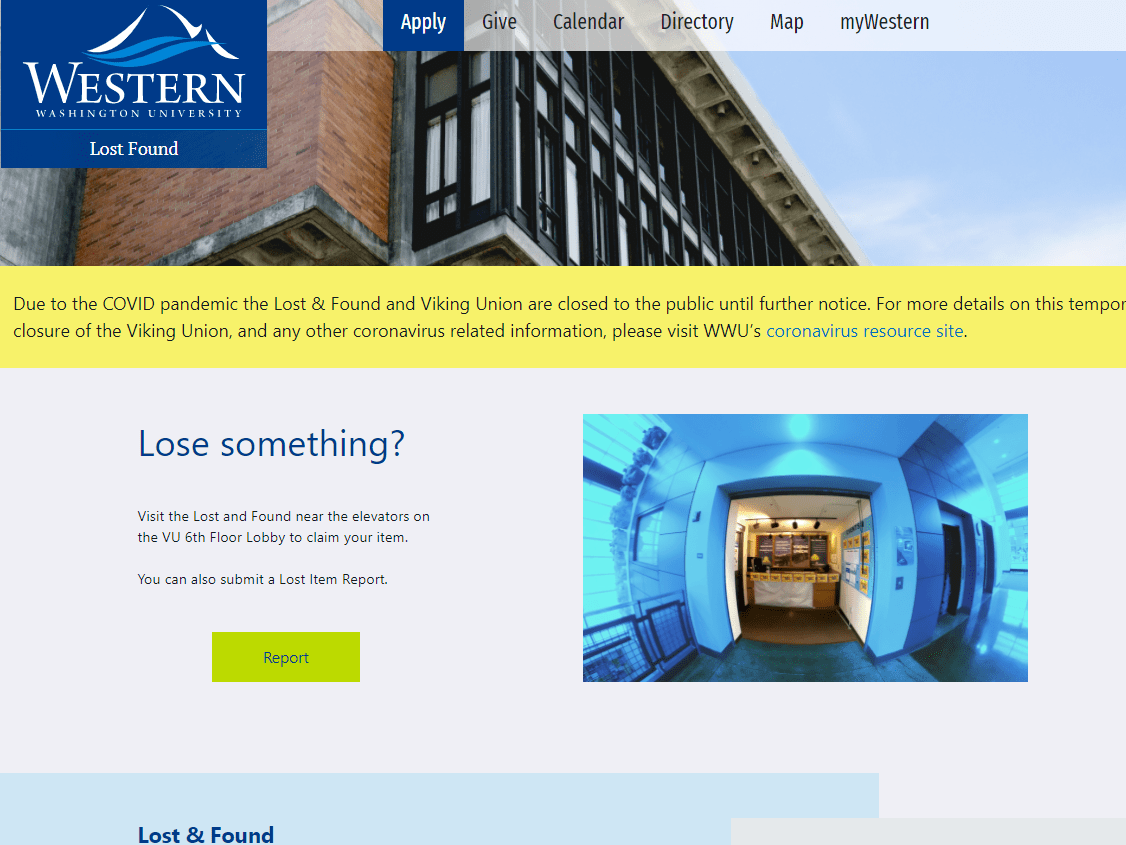 WESTERN
WASHINGTON UNIVERSITY
Lost Found
Apply Give Calendar Directory Map myWestern
Due to the COVID pandemic the Lost & Found and Viking Union are closed to the public until further notice. For more details on this tempor
closure of the Viking Union, and any other coronavirus related information, please visit WWU's coronavirus resource site.
Lose something?
Visit the Lost and Found near the elevators on
the VU 6th Floor Lobby to claim your item.
You can also submit a Lost Item Report.
Report
Lost & Found